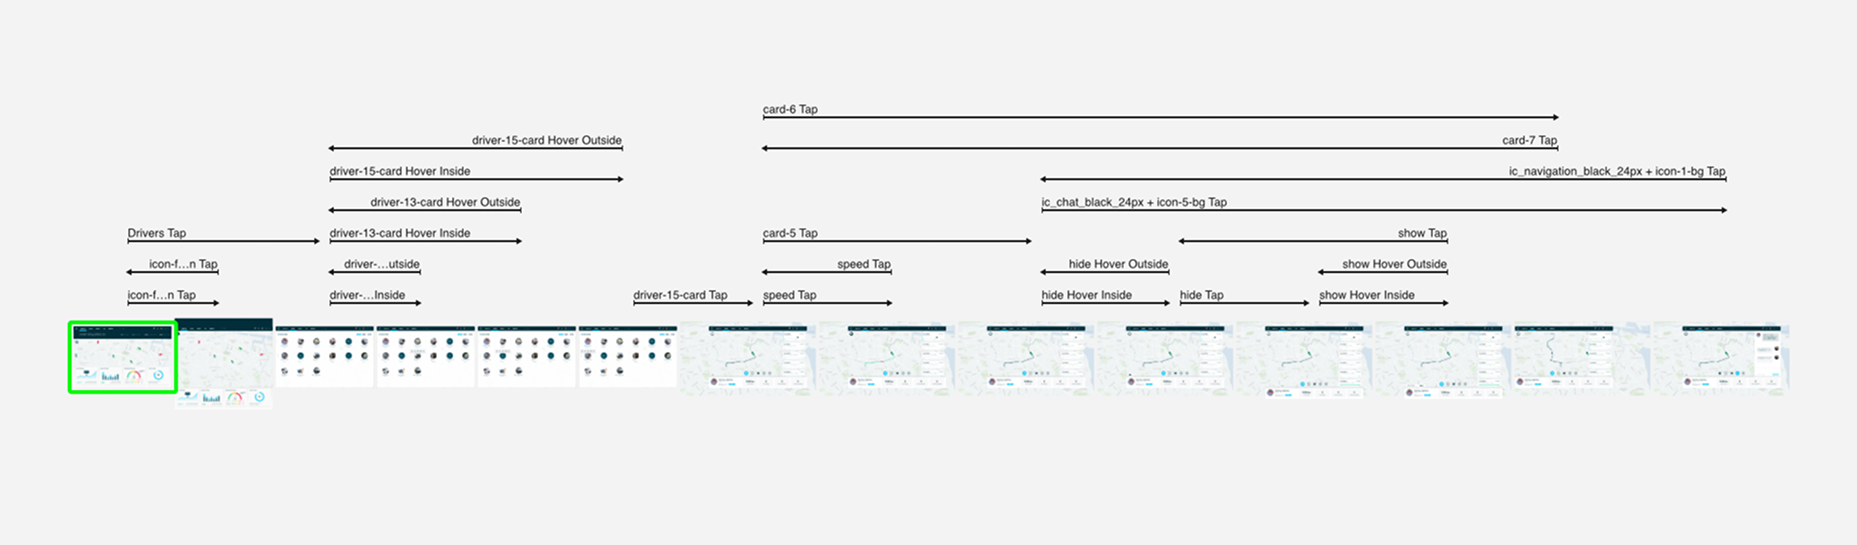 card-6 Tap
driver-15-card Hover Outside
card-7 Tap
driver-15-card Hover Inside
ic_navigation_black_24px + icon-1-bg Tap
driver-13-card Hover Outside
ic_chat_black_24px + icon-5-bg Tap
Drivers Tap
driver-13-card Hover Inside
card-5 Tap
show Tap
icon-f...n Tap
driver-...utside
speed Tap
hide Hover Outside
show Hover Outside
icon-f...n Tap
driver-...Inside
driver-15-card Tap
speed Tap
hide Hover Inside
hide Tap
show Hover Inside